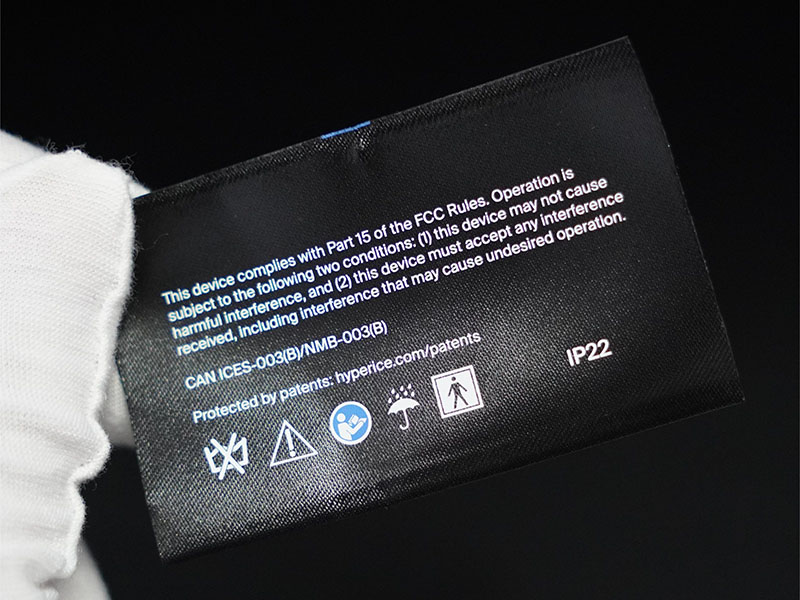 This device complies with Part 15 of the FCC Rules. Operation is
subject to the following two conditions: (1) this device may not cause
harmful interference, and (2) this device must accept any interference
received, including interference that may cause undesired operation.
CAN ICES-003(B)/NMB-003(B)
Protected by patents: hyperice.com/patents
IP22